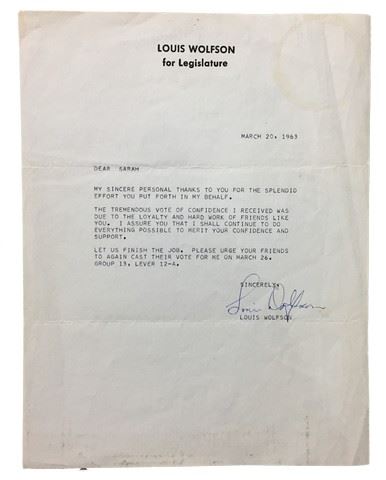 LOUIS WOLFSON
for Legislature
MARCH 20, 1963
DEAR SARAH
MY SINCERE PERSONAL THANKS TO YOU FOR THE SPLENDID
EFFORT YOU PUT FORTH IN MY BEHALF.
THE TREMENDOUS VOTE OF CONFIDENCE I RECEIVED WAS
DUE TO THE LOYALTY AND HARD WORK OF FRIENDS LIKE
YOU. I ASSURE YOU THAT I SHALL CONTINUE TO DO
EVERYTHING POSSIBLE TO MERIT YOUR CONFIDENCE AND
SUPPORT.
LET US FINISH THE JOB. PLEASE URGE YOUR FRIENDS
TO AGAIN CAST THEIR VOTE FOR ME ON MARCH 26.
GROUP 13, LEVER 12-A.
SINCERELY,
Louis Wolfson
LOUIS WOLFSON